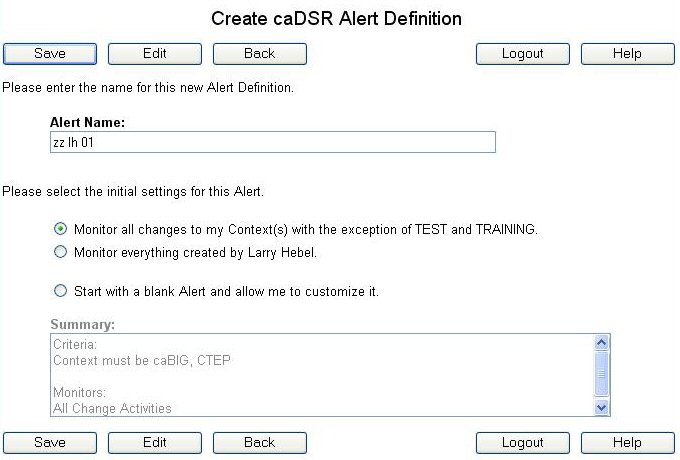 Create caDSR Alert Definition
Save Edit Back Logout Help
Please enter the name for this new Alert Definition.
Alert Name:
zz lh 01
Please select the initial settings for this Alert.
Monitor all changes to my Context(s) with the exception of TEST and TRAINING.
Monitor everything created by Larry Hebel.
Start with a blank Alert and allow me to customize it.
Summary:
Criteria:
Context must be caBIG, CTEP
Monitors:
All Change Activities
Save Edit Back Logout Help